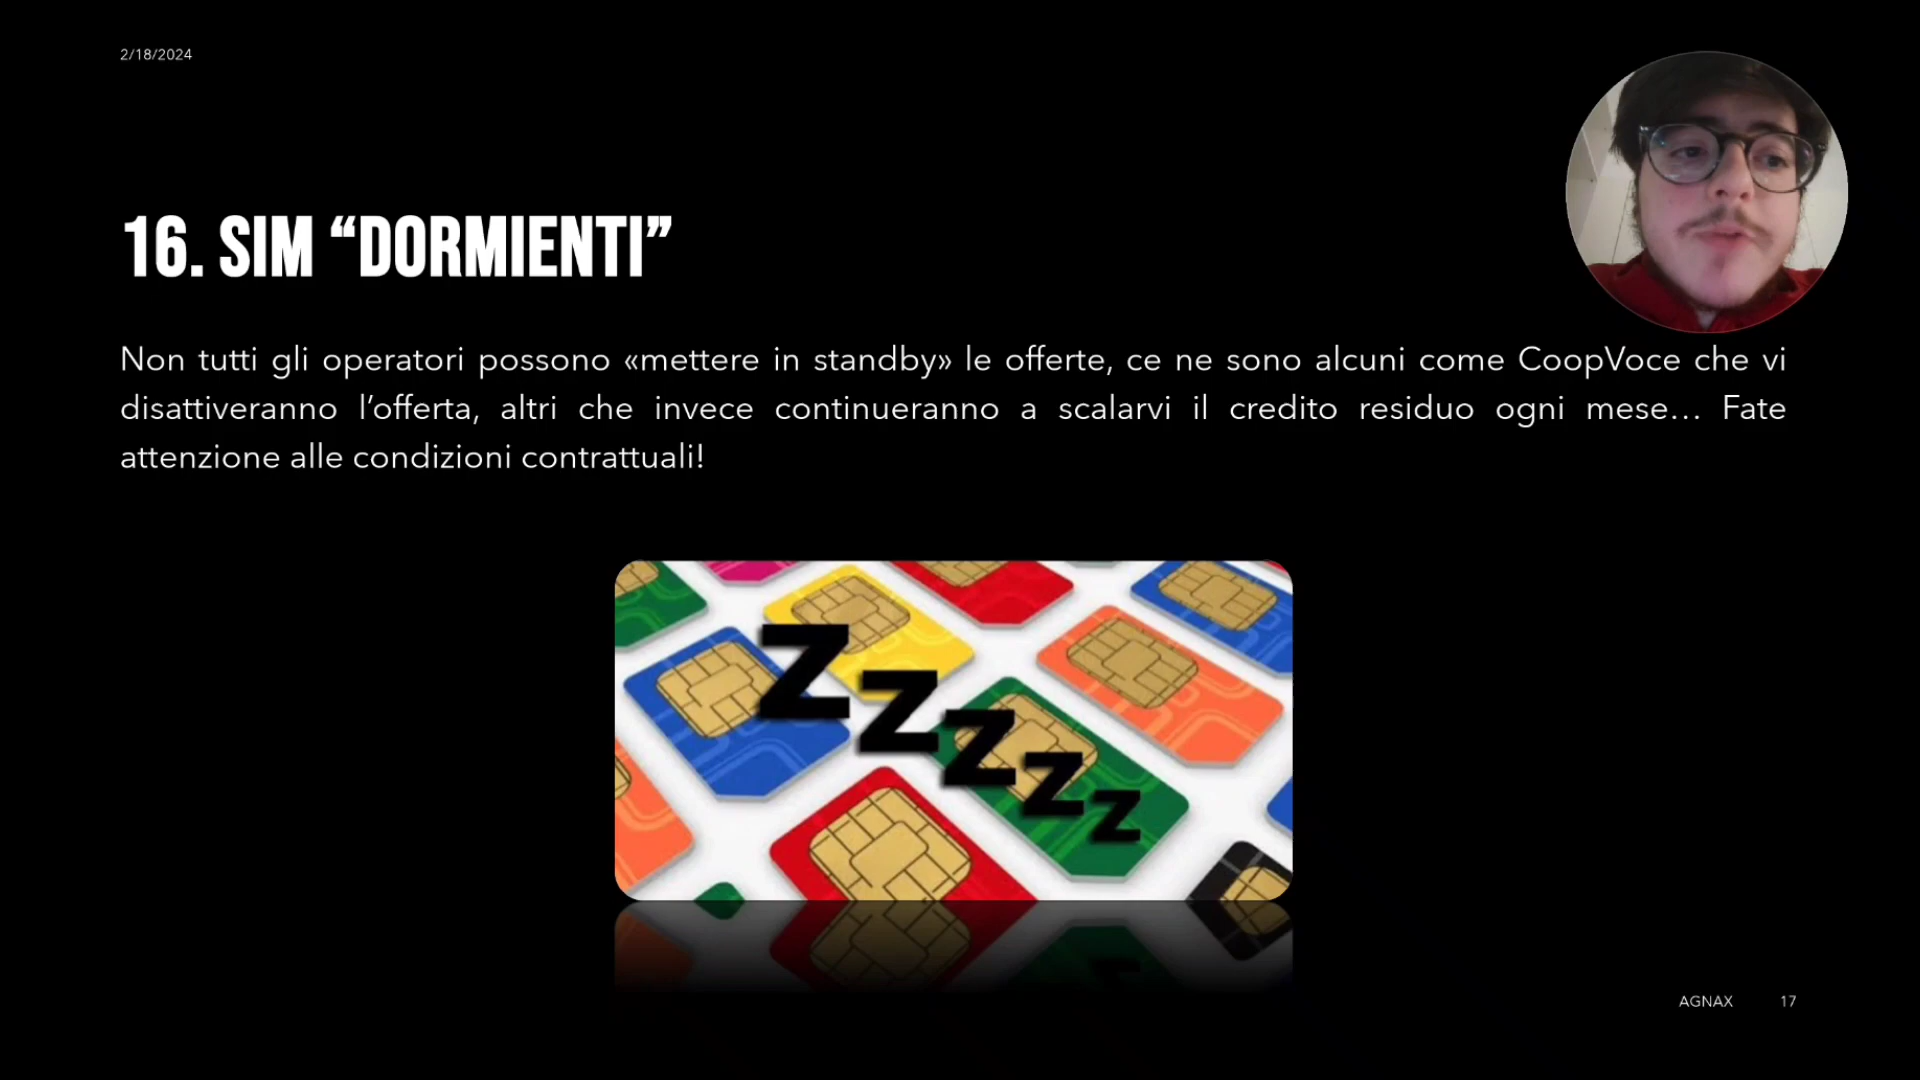 2/18/2024
16. SIM “DORMIENTI”
Non tutti gli operatori possono «mettere in standby» le offerte, ce ne sono alcuni come CoopVoce che vi
disattiveranno l’offerta, altri che invece continueranno a scalarvi il credito residuo ogni mese… Fate
attenzione alle condizioni contrattuali!
Z z z z z
AGNAX 17